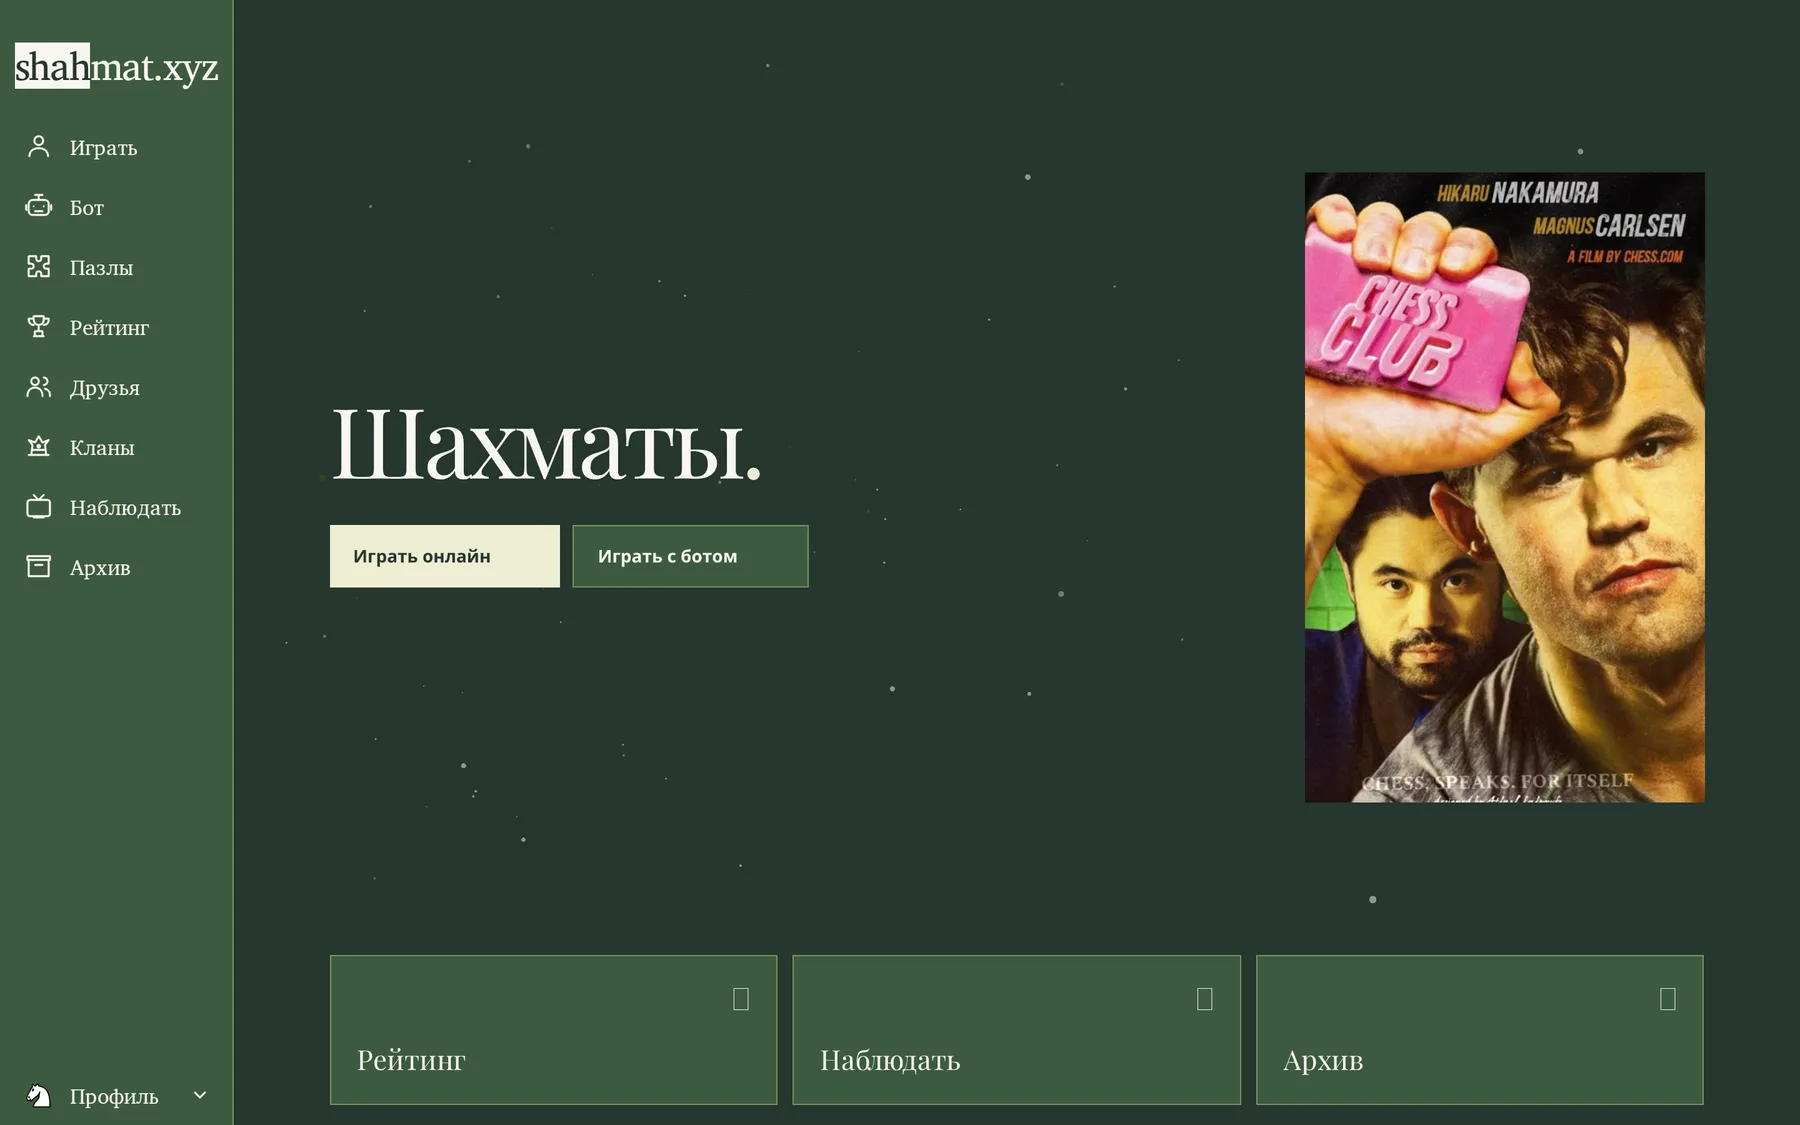 shahmat.xyz
Играть
Бот
Пазлы
Рейтинг
Друзья
Кланы
Наблюдать
Архив
Профиль
Шахматы.
Играть онлайн
Играть с ботом
HIKARU NAKAMURA
MAGNUS CARLSEN
A FILM BY CHESS.COM
CHESS
CLUB
CHESS. SPEAKS. FOR ITSELF
Рейтинг
Наблюдать
Архив